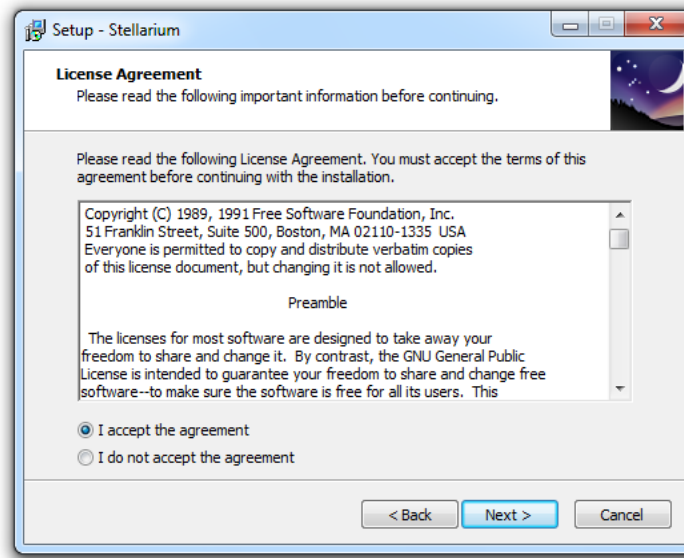 Setup - Stellarium
License Agreement
Please read the following important information before continuing.
Please read the following License Agreement. You must accept the terms of this
agreement before continuing with the installation.
Copyright (C) 1989, 1991 Free Software Foundation, Inc.
51 Franklin Street, Suite 500, Boston, MA 02110-1335 USA
Everyone is permitted to copy and distribute verbatim copies
of this license document, but changing it is not allowed.
Preamble
The licenses for most software are designed to take away your
freedom to share and change it. By contrast, the GNU General Public
License is intended to guarantee your freedom to share and change free
software--to make sure the software is free for all its users. This
I accept the agreement
I do not accept the agreement
< Back Next > Cancel